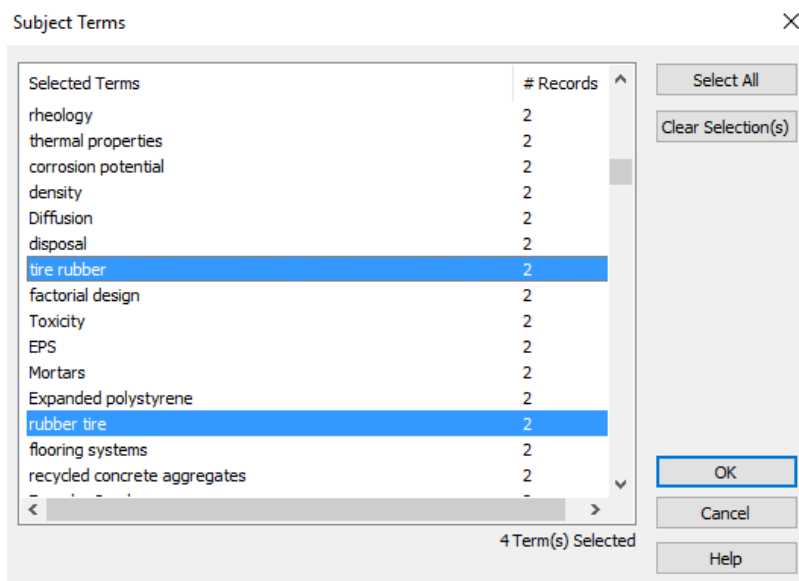 Subject Terms
Selected Terms # Records
rheology 2
thermal properties 2
corrosion potential 2
density 2
Diffusion 2
disposal 2
tire rubber 2
factorial design 2
Toxicity 2
EPS 2
Mortars 2
Expanded polystyrene 2
rubber tire 2
flooring systems 2
recycled concrete aggregates 2
4 Term(s) Selected
Select All
Clear Selection(s)
OK
Cancel
Help